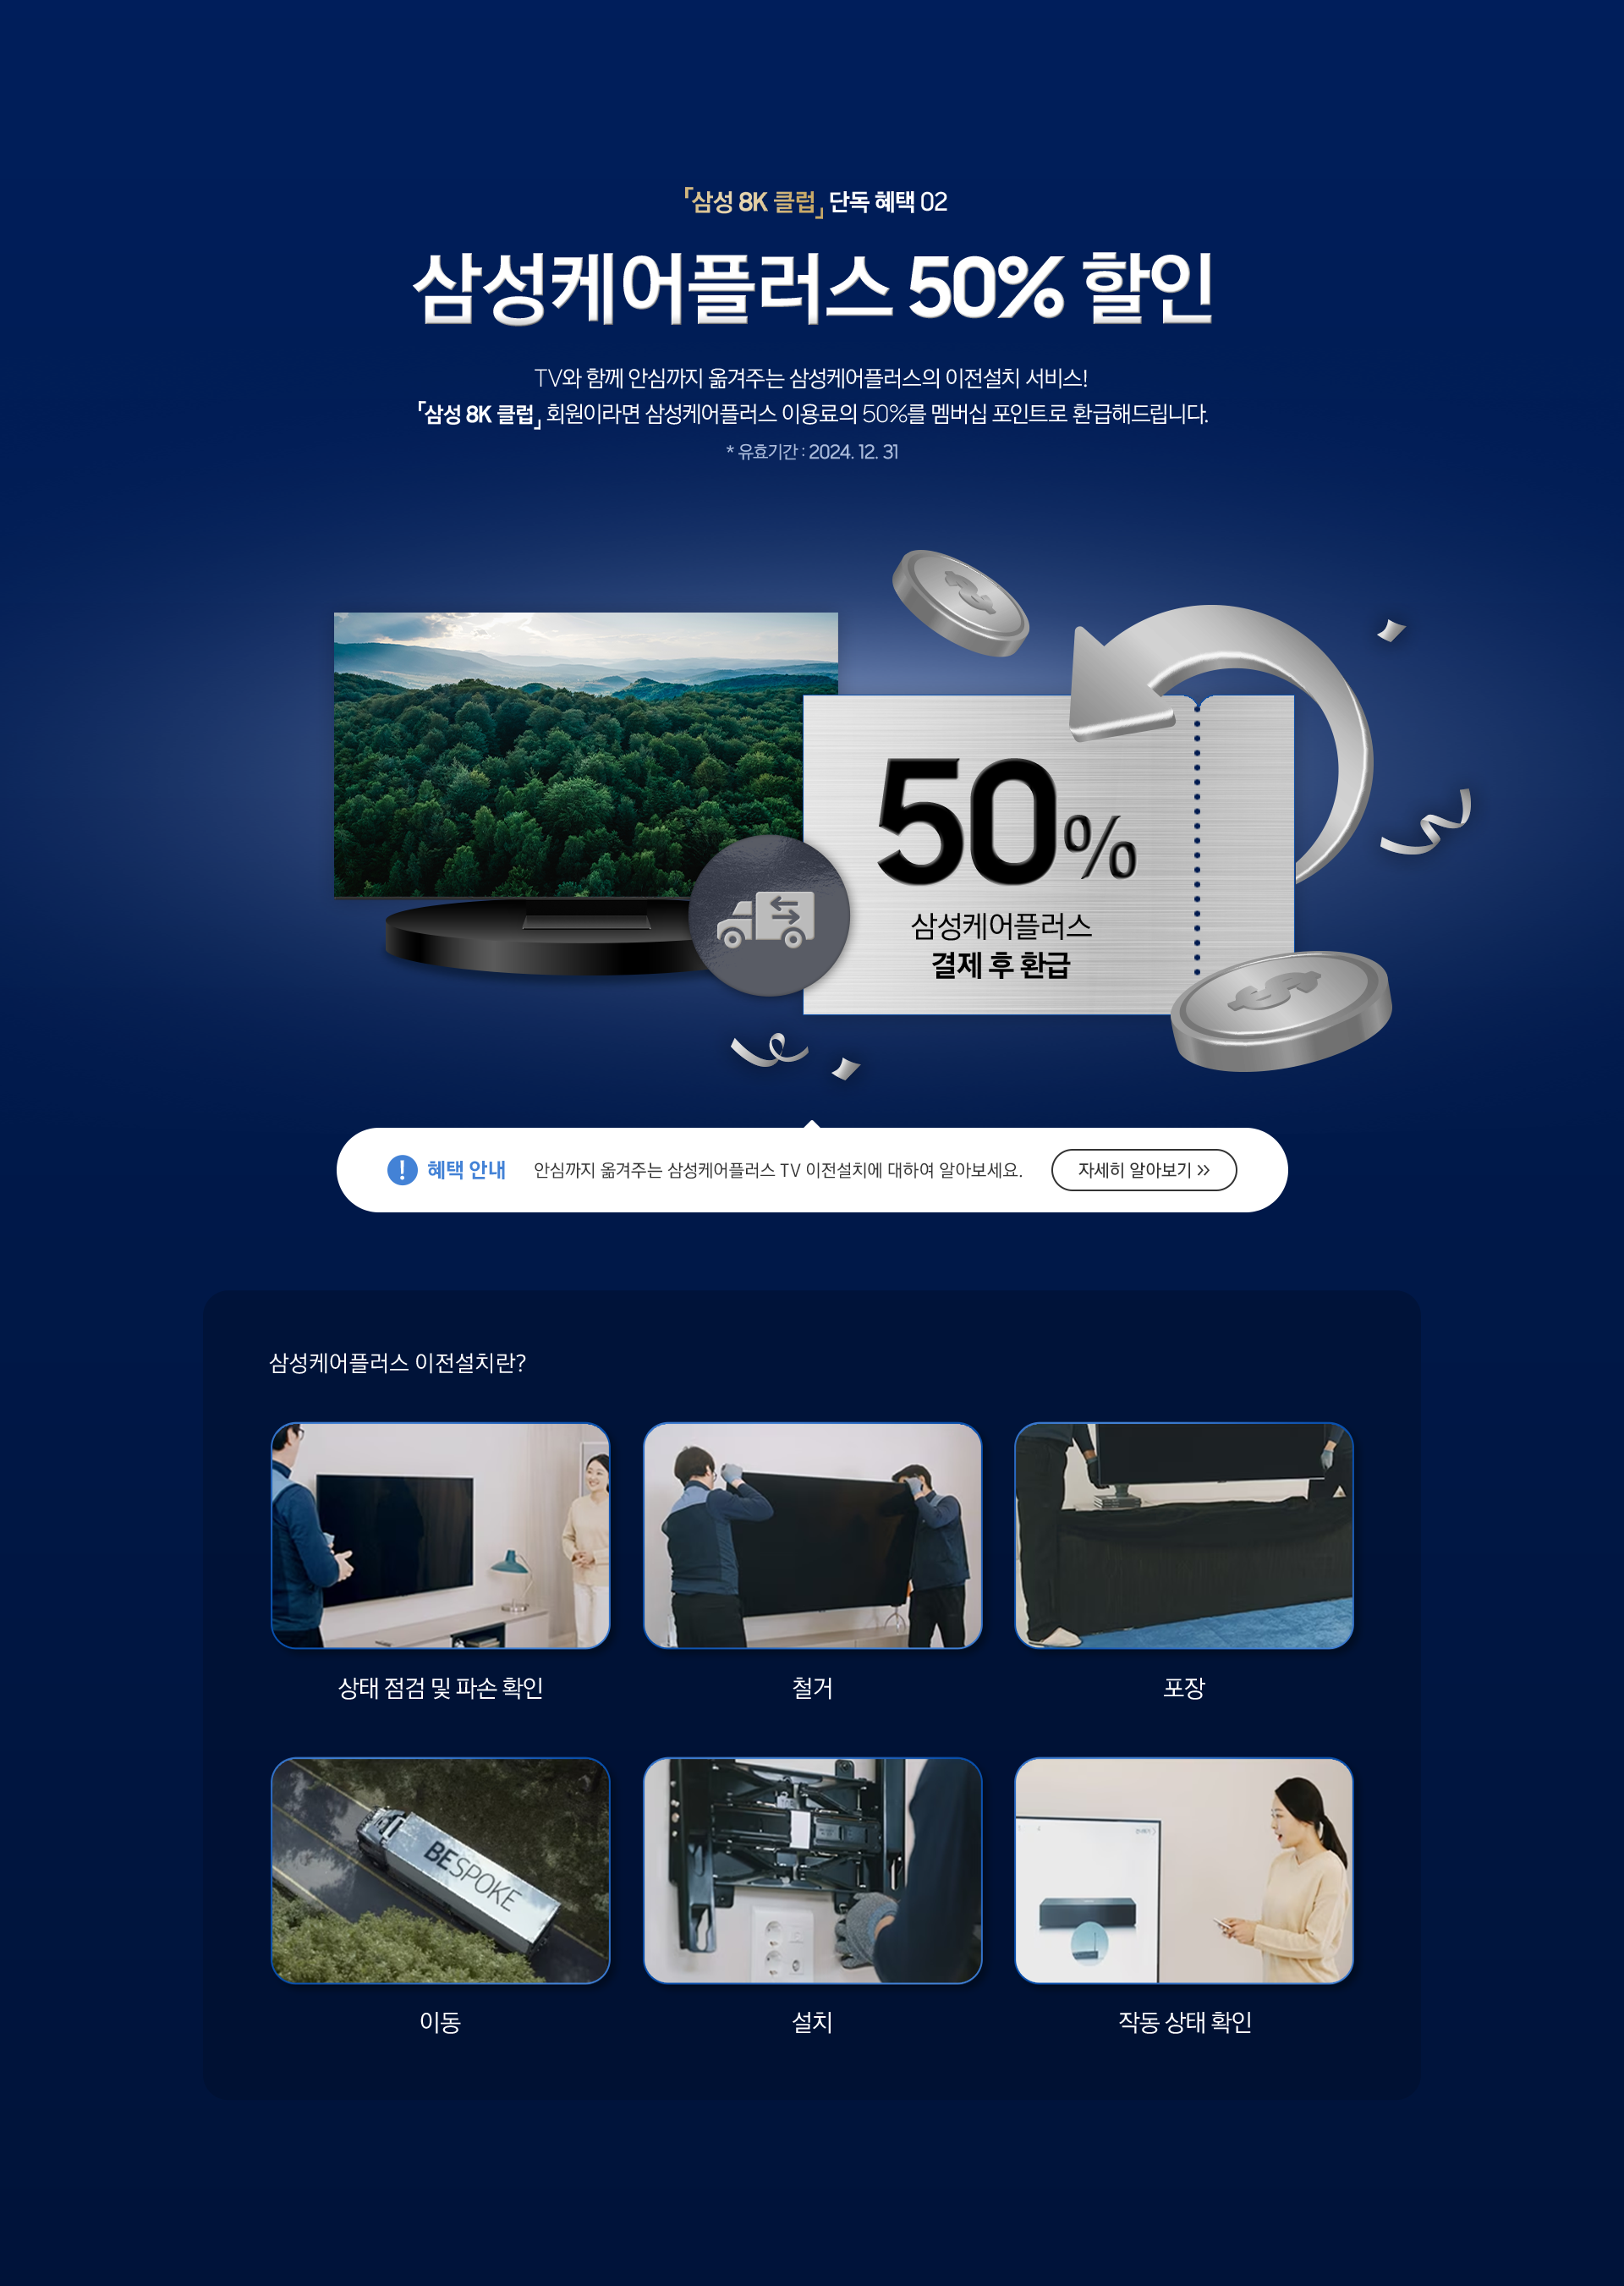 「삼성 8K 클럽」 단독 혜택 02
삼성케어플러스 50% 할인
TV와 함께 안심까지 옮겨주는 삼성케어플러스의 이전설치 서비스!
「삼성 8K 클럽」 회원이라면 삼성케어플러스 이용료의 50%를 멤버십 포인트로 환급해드립니다.
* 유효기간 : 2024. 12. 31
50%
삼성케어플러스
결제 후 환급
! 혜택 안내 안심까지 옮겨주는 삼성케어플러스 TV 이전설치에 대하여 알아보세요. 자세히 알아보기 >>
삼성케어플러스 이전설치란?
상태 점검 및 파손 확인
철거
포장
BESPOKE
이동
설치
작동 상태 확인